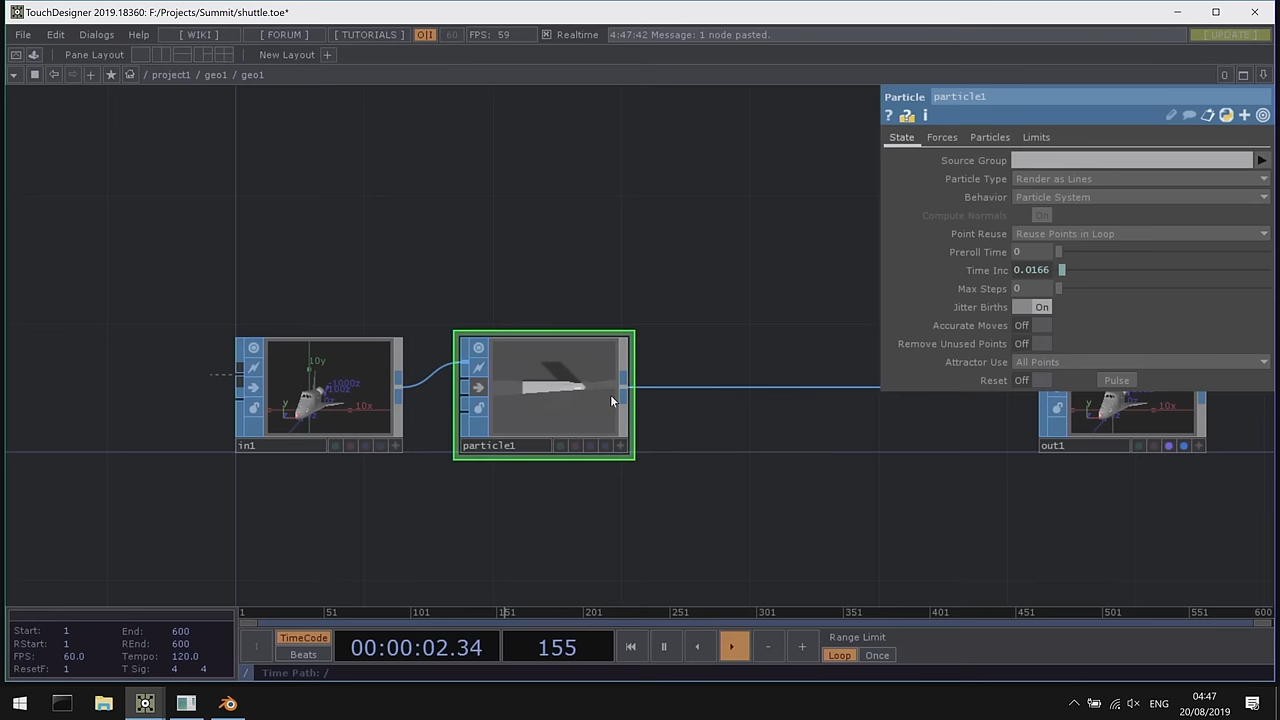 TouchDesigner 2019.18360: F:/Projects/Summit/shuttle.toe*
File Edit Dialogs Help [ WIKI ] [ FORUM ] [ TUTORIALS ] O|I 60 FPS: 59 Realtime 4:47:42 Message: 1 node pasted. [ UPDATE ]
Pane Layout New Layout +
/ project1 / geo1 / geo1 0
Particle particle1
? ? i
State Forces Particles Limits
Source Group
Particle Type Render as Lines
Behavior Particle System
Compute Normals On
Point Reuse Reuse Points in Loop
Preroll Time 0
Time Inc 0.0166
Max Steps 0
Jitter Births On
Accurate Moves Off
Remove Unused Points Off
Attractor Use All Points
Reset Off Pulse
10y
10x
in1
particle1
10x
out1
1 51 101 151 201 251 301 351 401 451 501 551 600
Start: 1 End: 600
RStart: 1 REnd: 600
FPS: 60.0 Tempo: 120.0
ResetF: 1 T Sig: 4 4
TimeCode
Beats
00:00:02.34 155
- +
Range Limit
Loop Once
/ Time Path: /
ENG
04:47
20/08/2019